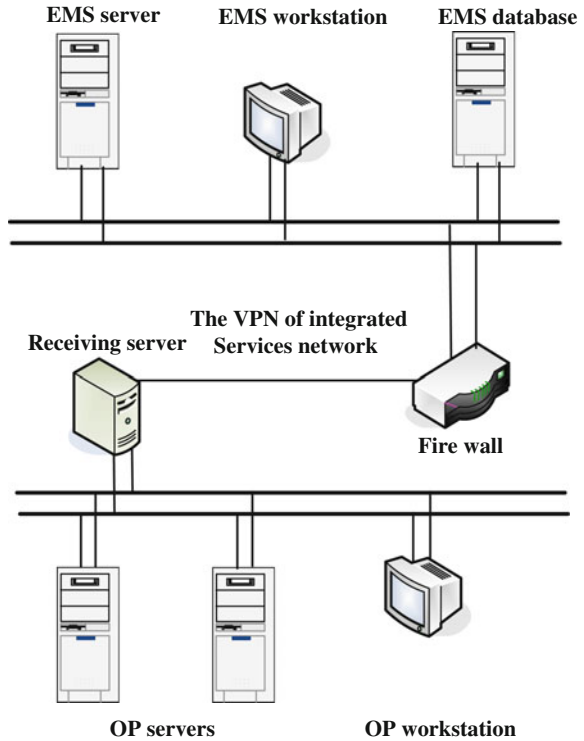 EMS server
EMS workstation
EMS database
The VPN of integrated
Services network
Receiving server
Fire wall
OP servers
OP workstation